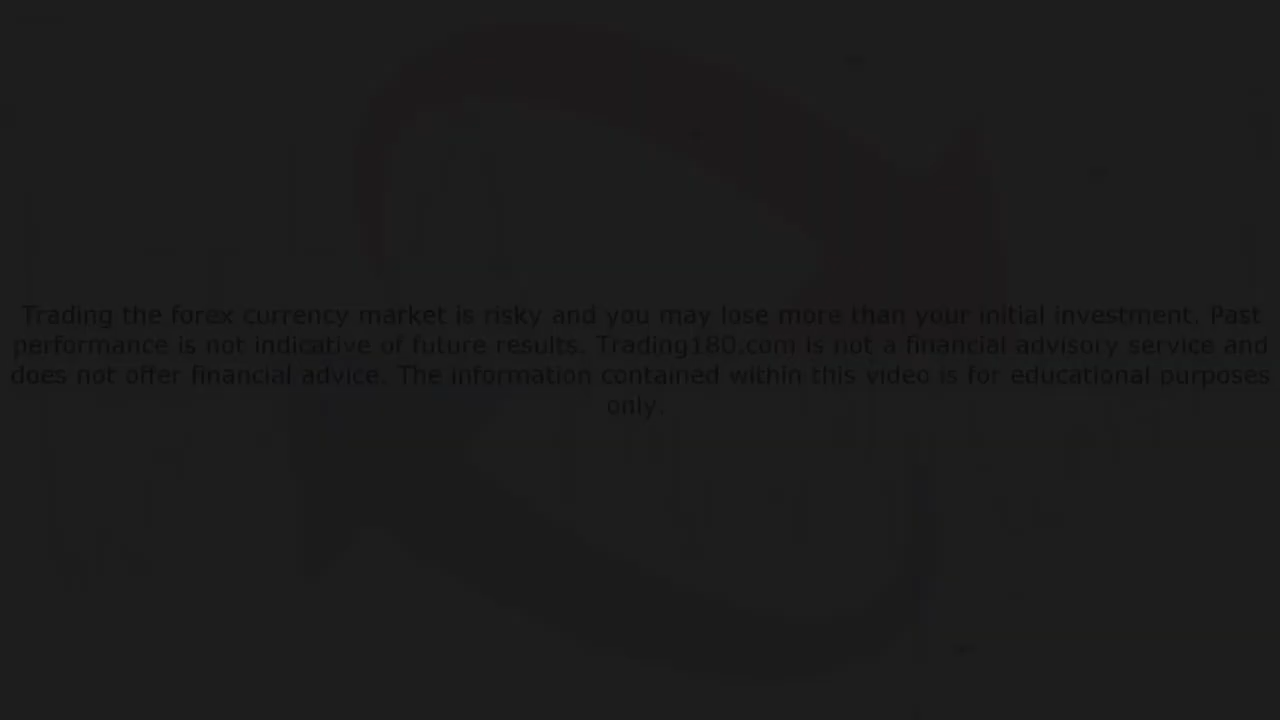 Trading the forex currency market is risky and you may lose more than your initial investment. Past
performance is not indicative of future results. Trading180.com is not a financial advisory service and
does not offer financial advice. The information contained within this video is for educational purposes
only.